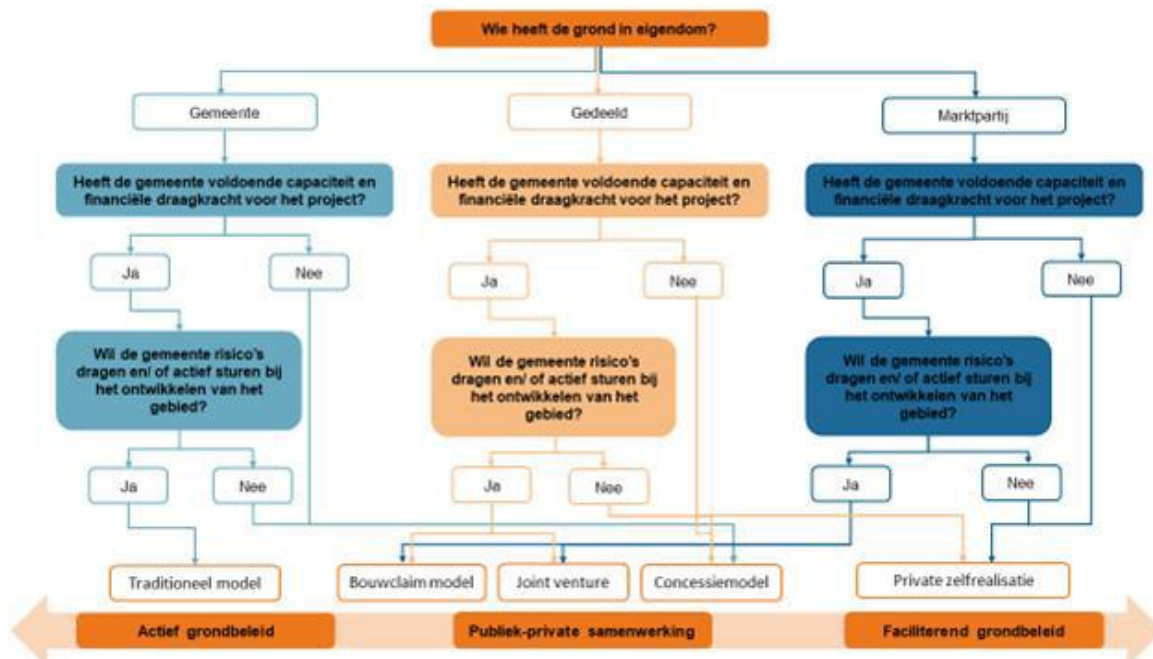 Wie heeft de grond in eigendom?
Gemeente
Gedeeld
Marktpartij
Heeft de gemeente voldoende capaciteit en
financiële draagkracht voor het project?
Heeft de gemeente voldoende capaciteit en
financiële draagkracht voor het project?
Heeft de gemeente voldoende capaciteit en
financiële draagkracht voor het project?
Ja
Nee
Ja
Nee
Ja
Nee
Wil de gemeente risico's
dragen en/ of actief sturen bij
het ontwikkelen van het
gebied?
Wil de gemeente risico's
dragen en/ of actief sturen bij
het ontwikkelen van het
gebied?
Wil de gemeente risico's
dragen en/ of actief sturen bij
het ontwikkelen van het
gebied?
Ja
Nee
Ja
Nee
Ja
Nee
Traditioneel model
Bouwclaim model
Joint venture
Concessiemodel
Private zelfrealisatie
Actief grondbeleid
Publiek-private samenwerking
Faciliterend grondbeleid